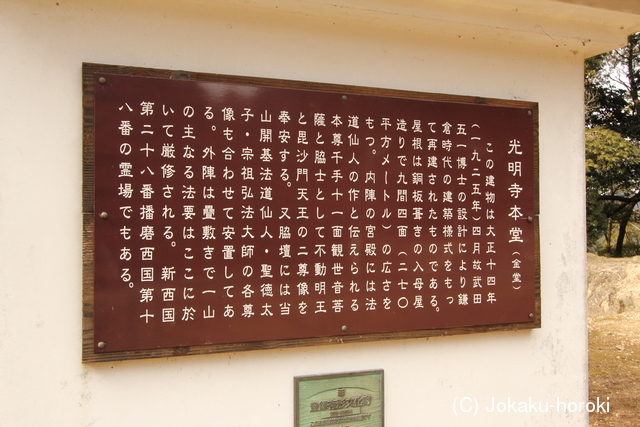 光明寺本堂（金堂）
この建物は大正十四年
（一九二五年）四月故武田
五一博士の設計により鎌
倉時代の建築様式をもっ
て再建されたものである。
屋根は銅板葺きの入母屋
造りで九間四面（二七〇
平方メートル）の広さを
もつ。内陣の宮殿には法
道仙人の作と伝えられる
本尊千手十一面観世音菩
薩と脇士として不動明王
と毘沙門天王の二尊像を
奉安する。又脇壇には当
山開基法道仙人・聖徳太
子・宗祖弘法大師の各尊
像も合わせて安置してあ
る。外陣は畳敷きで一山
の主なる法要はここに於
いて厳修される。新西国
第二十八番播磨西国第十
八番の霊場でもある。
登録有形文化財
(C) Jokaku-horoki